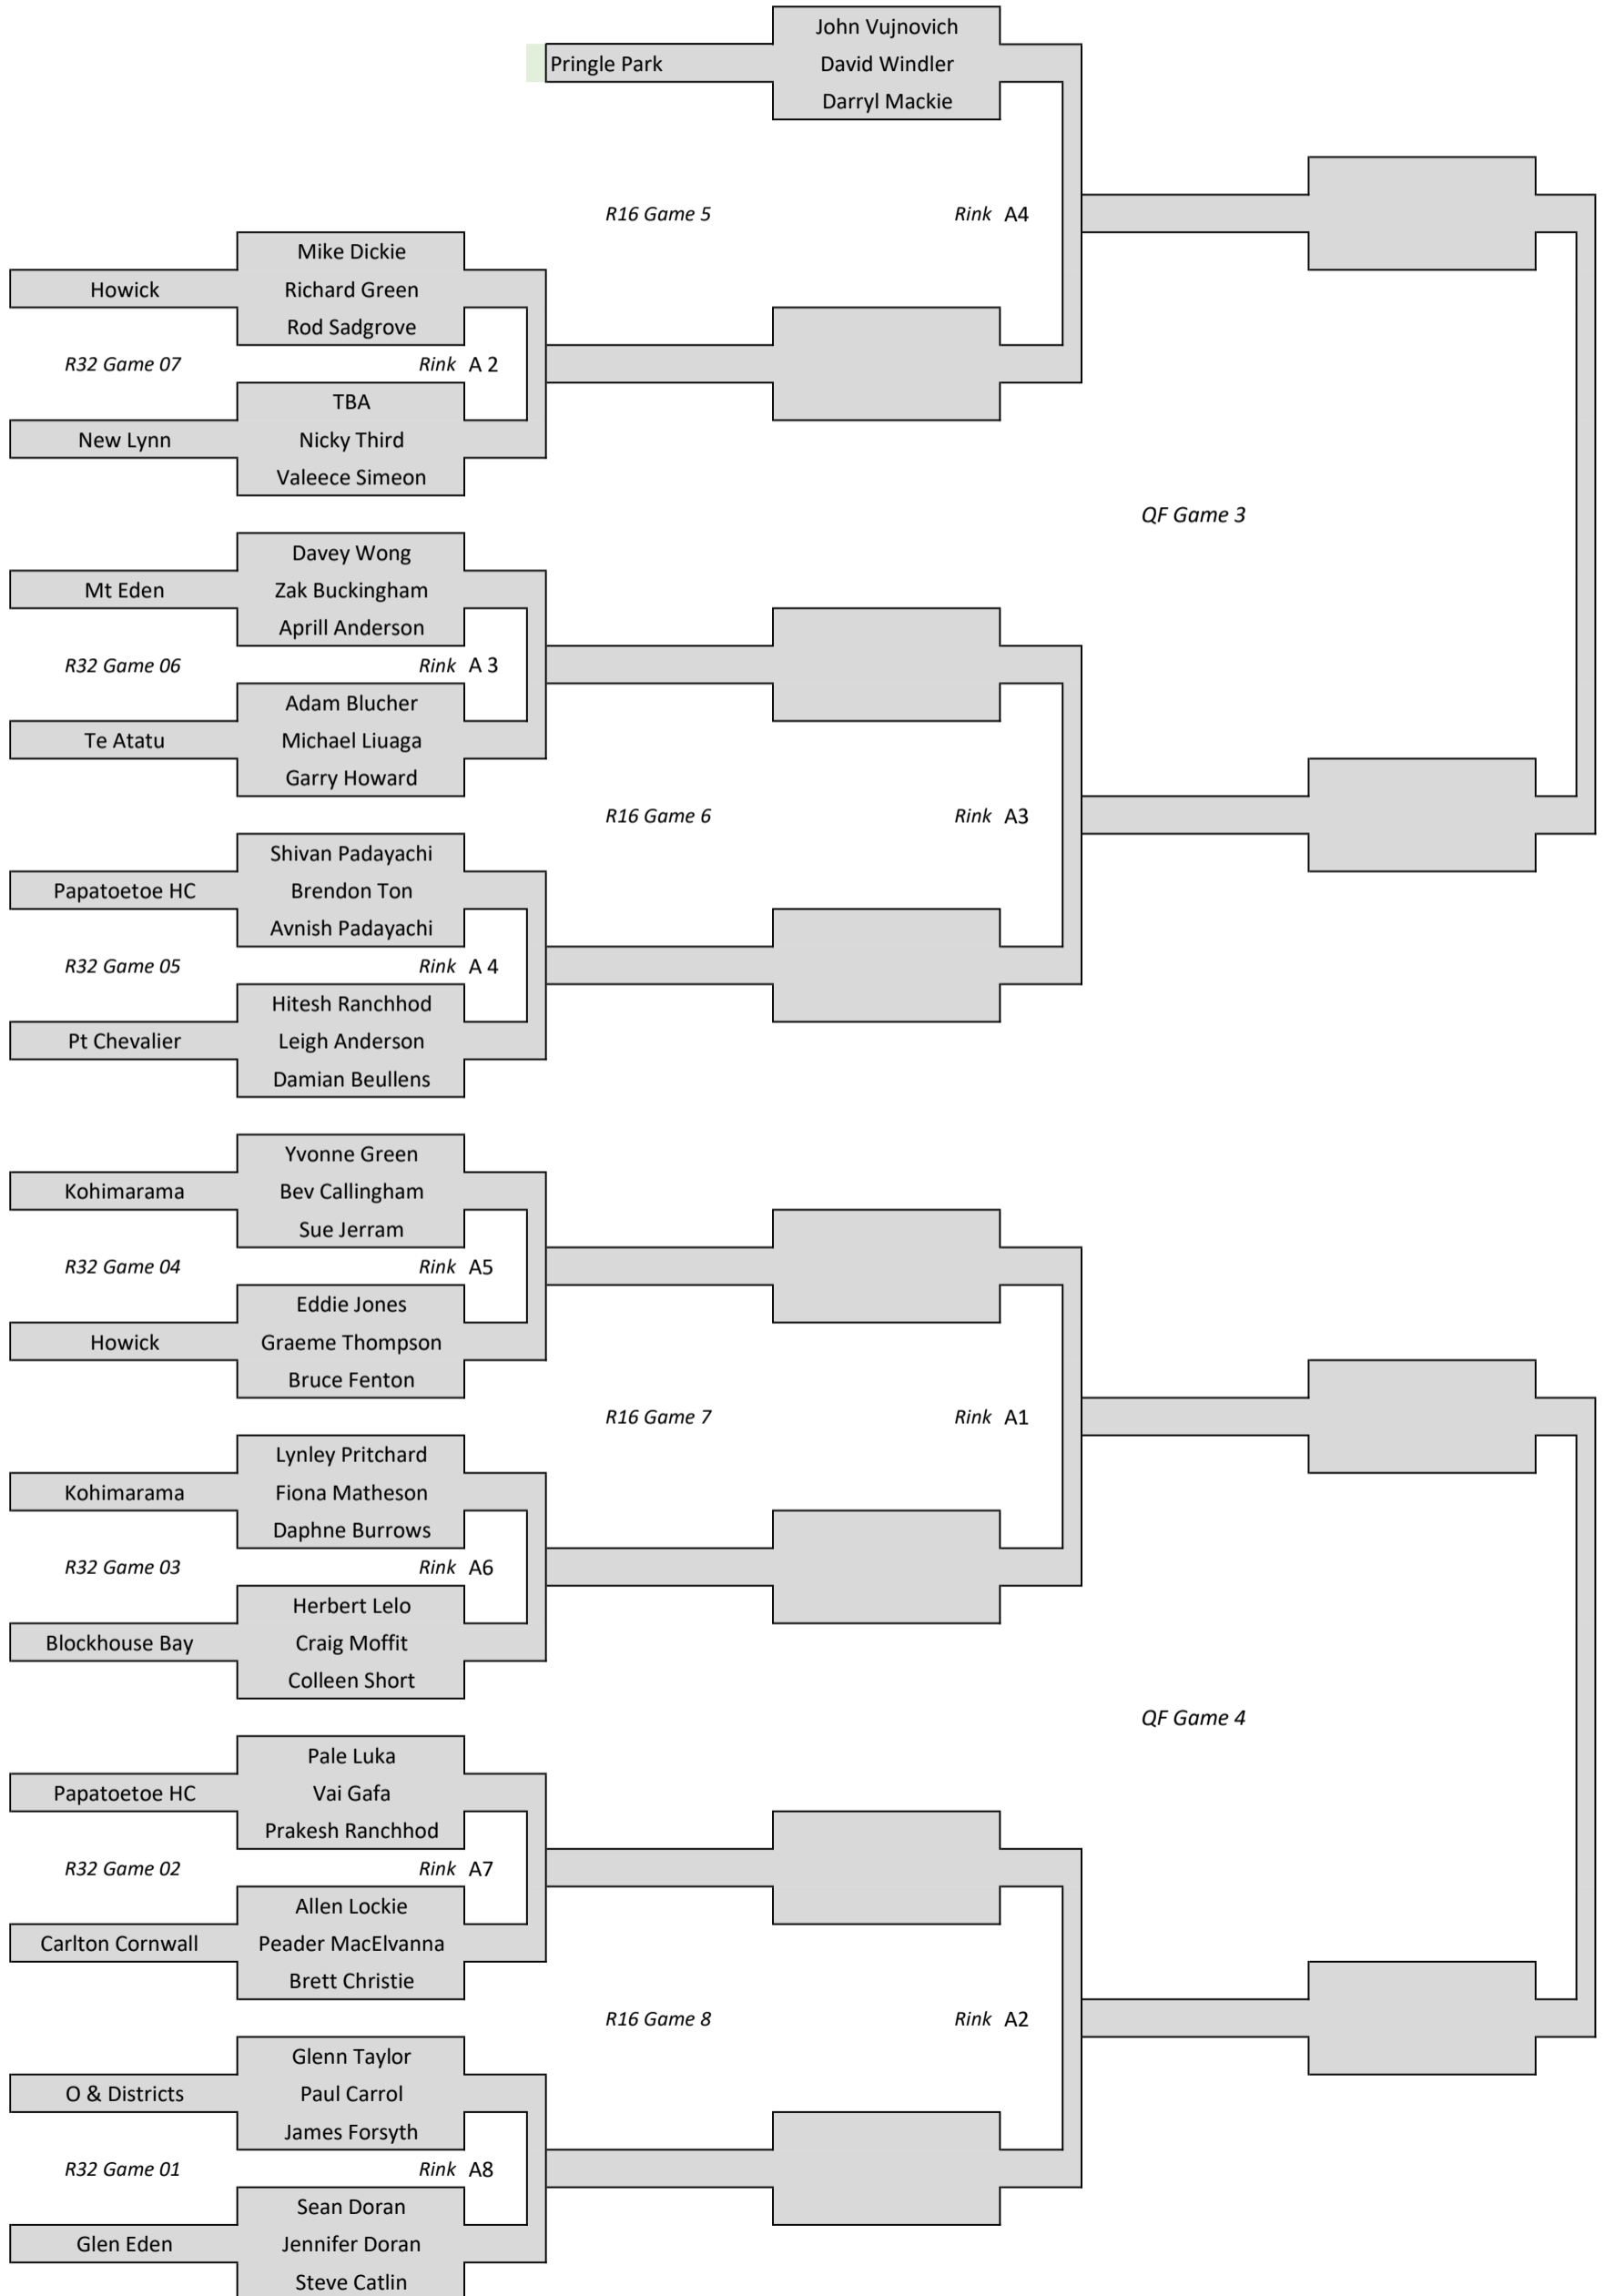 John Vujnovich
Pringle Park David Windler
Darryl Mackie
R16 Game 5 Rink A4
Mike Dickie
Howick Richard Green
Rod Sadgrove
R32 Game 07 Rink A 2
TBA
New Lynn Nicky Third
Valeece Simeon
QF Game 3
Davey Wong
Mt Eden Zak Buckingham
Aprill Anderson
R32 Game 06 Rink A 3
Adam Blucher
Te Atatu Michael Liuaga
Garry Howard
R16 Game 6 Rink A3
Shivan Padayachi
Papatoetoe HC Brendon Ton
Avnish Padayachi
R32 Game 05 Rink A 4
Hitesh Ranchhod
Pt Chevalier Leigh Anderson
Damian Beullens
Yvonne Green
Kohimarama Bev Callingham
Sue Jerram
R32 Game 04 Rink A5
Eddie Jones
Howick Graeme Thompson
Bruce Fenton
R16 Game 7 Rink A1
Lynley Pritchard
Kohimarama Fiona Matheson
Daphne Burrows
R32 Game 03 Rink A6
Herbert Lelo
Blockhouse Bay Craig Moffit
Colleen Short
QF Game 4
Pale Luka
Papatoetoe HC Vai Gafa
Prakesh Ranchhod
R32 Game 02 Rink A7
Allen Lockie
Carlton Cornwall Peader MacElvanna
Brett Christie
R16 Game 8 Rink A2
Glenn Taylor
O & Districts Paul Carrol
James Forsyth
R32 Game 01 Rink A8
Sean Doran
Glen Eden Jennifer Doran
Steve Catlin